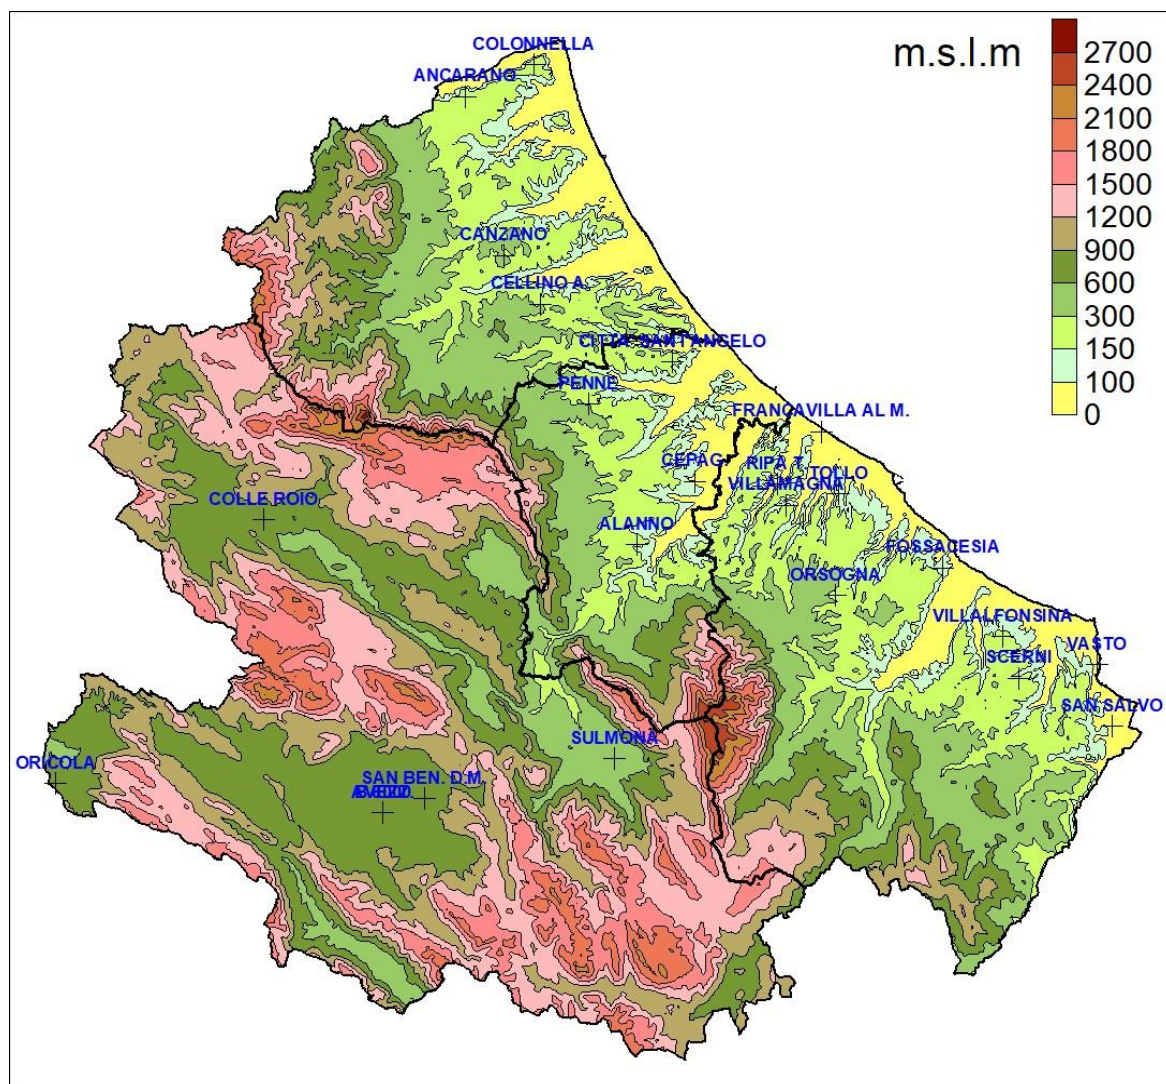 COLONNELLA
m.s.l.m
2700
2400
2100
1800
1500
1200
900
600
300
150
100
0
ANCARANO
CANZANO
CELLINO A.
CITTA' SANT'ANGELO
PENNE
FRANCAVILLA AL M.
CEPAG.
RIPA T.
TOLLO
VILLAMAGNA
COLLE ROIO
ALANNO
FOSSACESIA
ORSOGNA
VILLALFONSINA
SCERNI
VASTO
SAN SALVO
SULMONA
ORICOLA
SAN BEN. D.M.